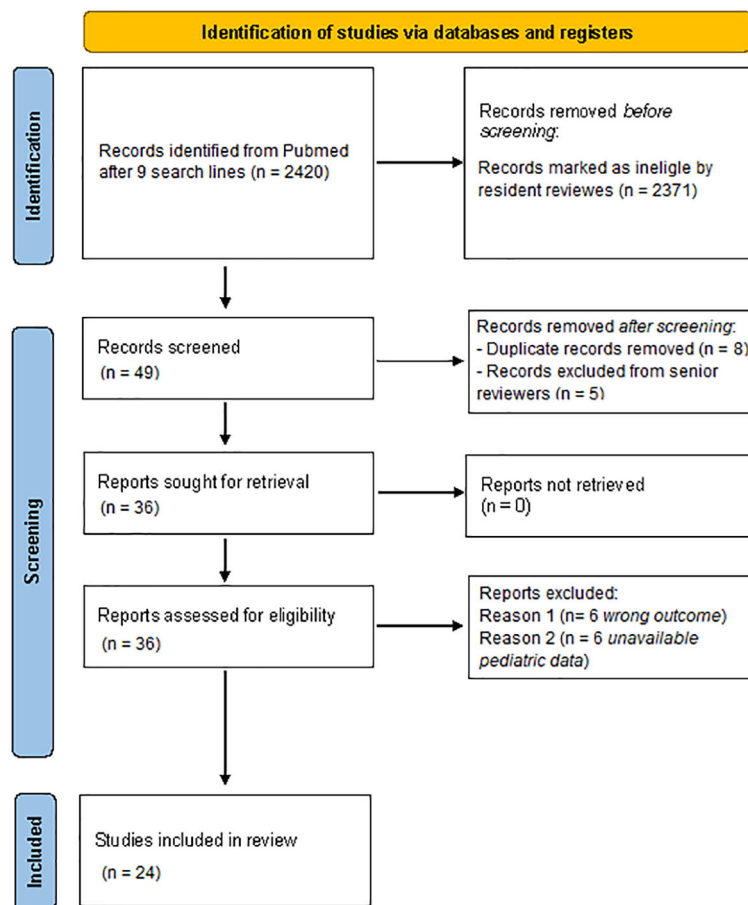 Identification of studies via databases and registers
Identification
Records identified from Pubmed
after 9 search lines (n = 2420)
Records removed before
screening:
Records marked as ineligle by
resident reviewes (n = 2371)
Screening
Records screened
(n = 49)
Records removed after screening:
- Duplicate records removed (n = 8)
- Records excluded from senior
reviewers (n = 5)
Reports sought for retrieval
(n = 36)
Reports not retrieved
(n = 0)
Reports assessed for eligibility
(n = 36)
Reports excluded:
Reason 1 (n= 6 wrong outcome)
Reason 2 (n = 6 unavailable
pediatric data)
Included
Studies included in review
(n = 24)